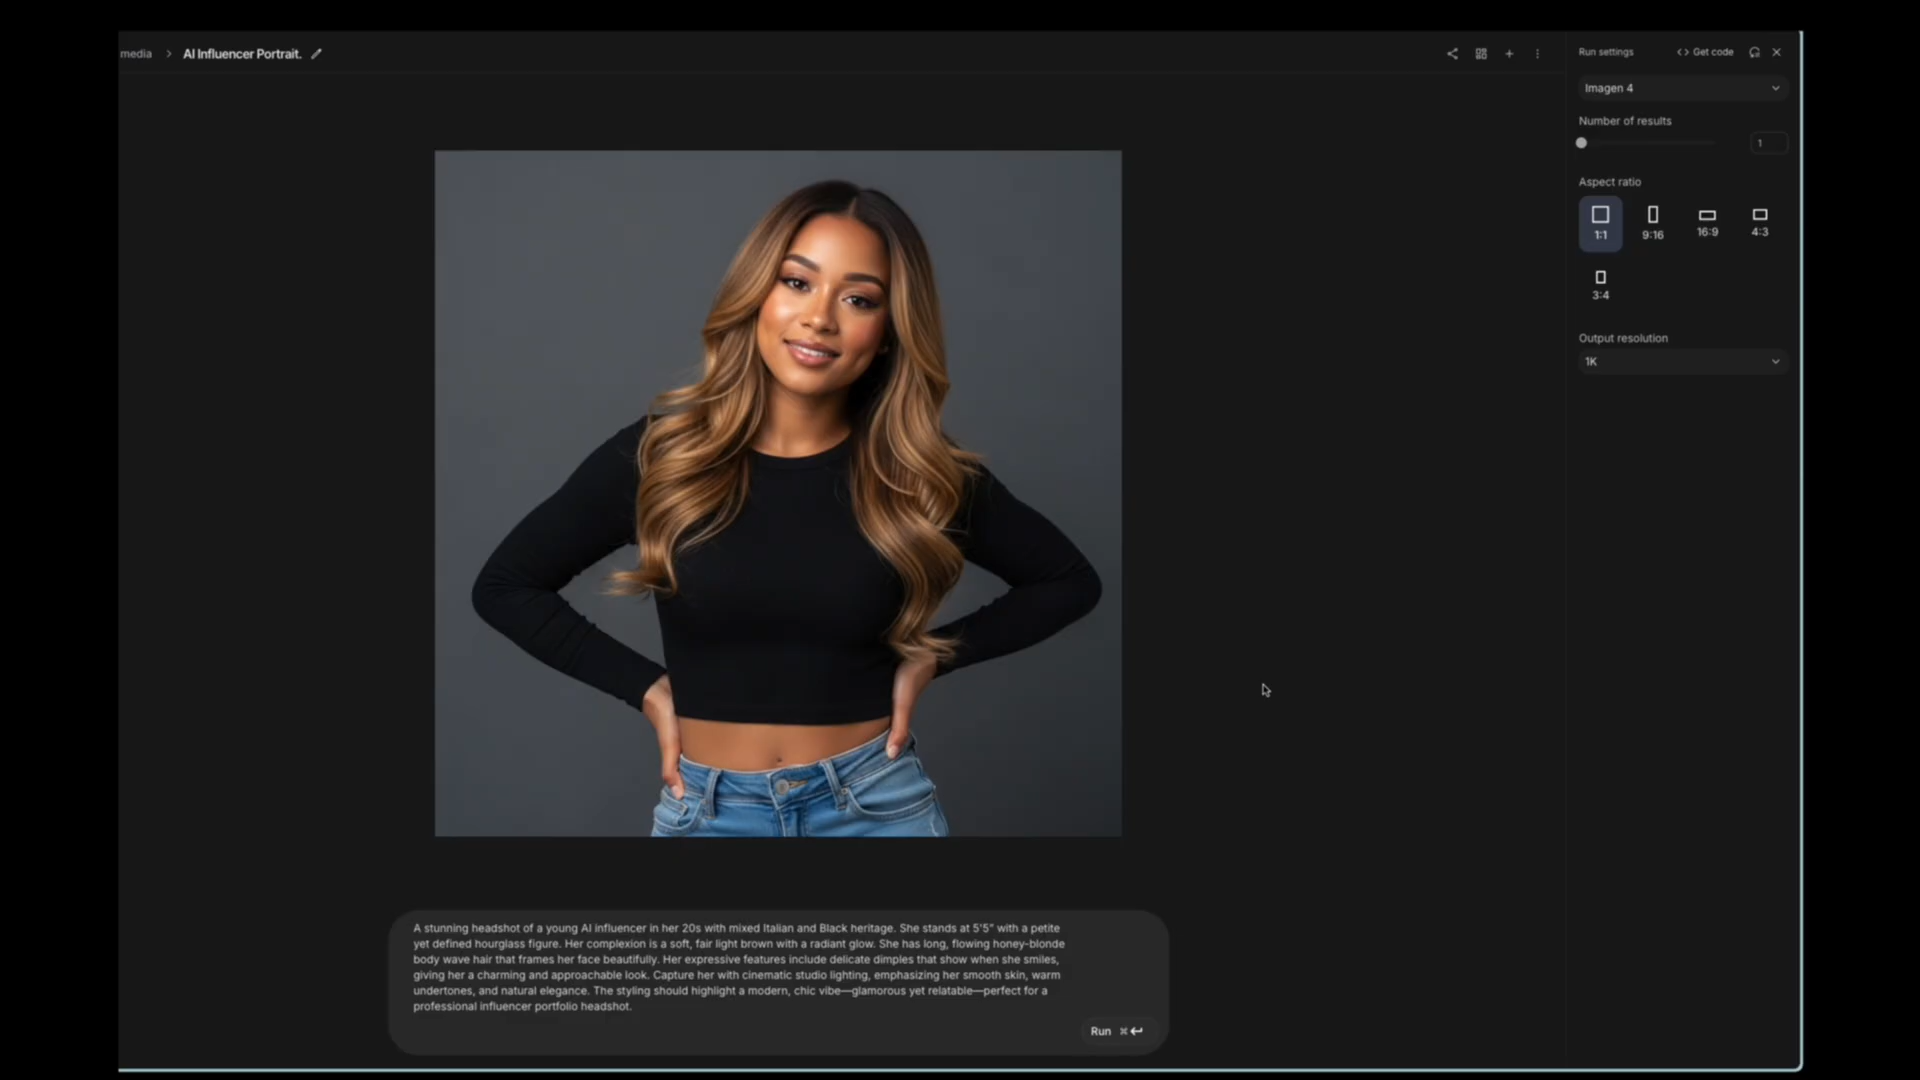 media > AI Influencer Portrait.
Run settings
<> Get code
Imagen 4
Number of results
1
Aspect ratio
1:1
9:16
16:9
4:3
3:4
Output resolution
1K
A stunning headshot of a young AI influencer in her 20s with mixed Italian and Black heritage. She stands at 5'5" with a petite
yet defined hourglass figure. Her complexion is a soft, fair light brown with a radiant glow. She has long, flowing honey-blonde
body wave hair that frames her face beautifully. Her expressive features include delicate dimples that show when she smiles,
giving her a charming and approachable look. Capture her with cinematic studio lighting, emphasizing her smooth skin, warm
undertones, and natural elegance. The styling should highlight a modern, chic vibe—glamorous yet relatable—perfect for a
professional influencer portfolio headshot.
Run ⌘↵